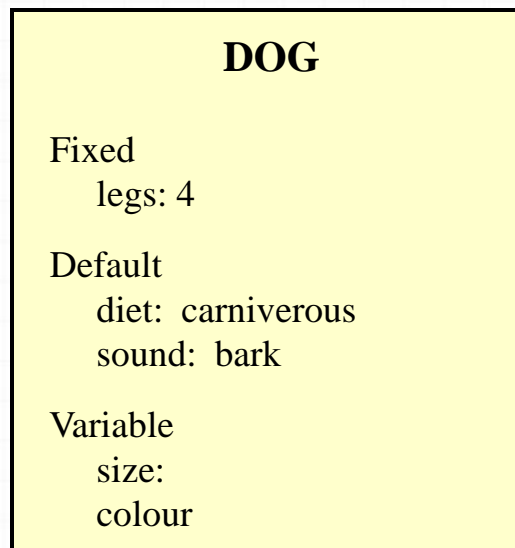 DOG
Fixed
legs: 4
Default
diet: carniverous
sound: bark
Variable
size:
colour